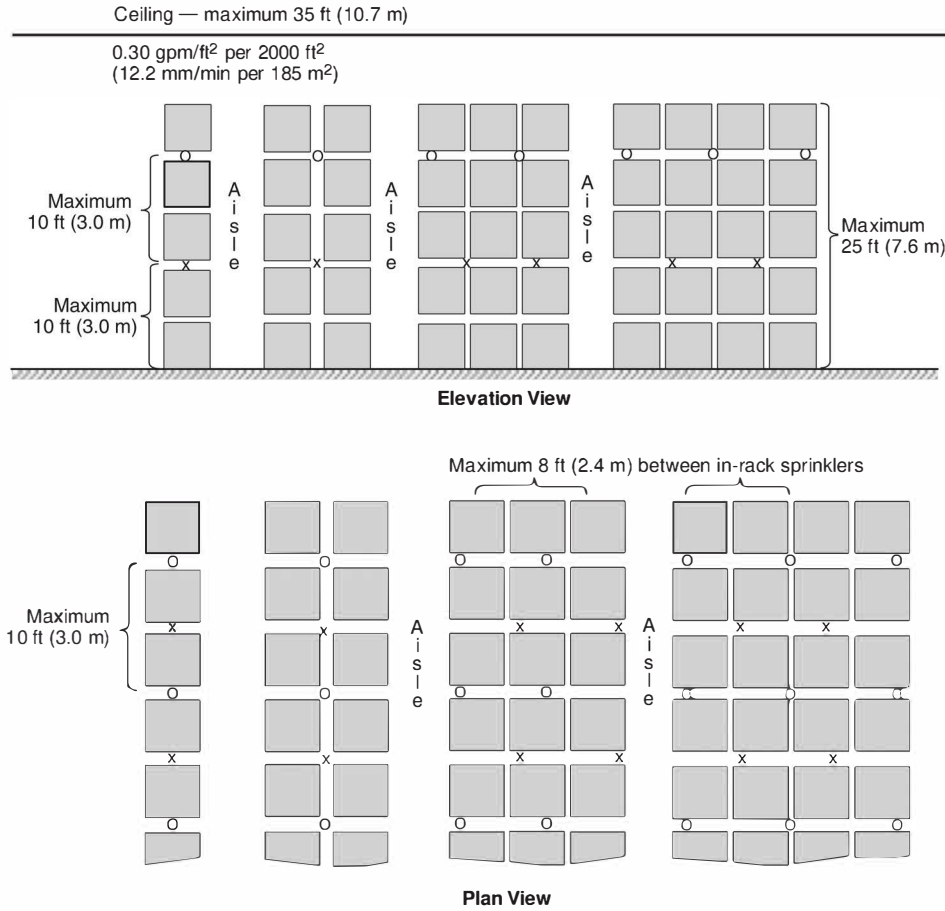 Ceiling — maximum 35 ft (10.7 m)
0.30 gpm/ft² per 2000 ft²
(12.2 mm/min per 185 m²)
O O O O O O O
Maximum
10 ft (3.0 m)
Aisle
Aisle
Aisle
Maximum
25 ft (7.6 m)
x x x x x x
Maximum
10 ft (3.0 m)
Elevation View
Maximum 8 ft (2.4 m) between in-rack sprinklers
O O O O O O O
Maximum
10 ft (3.0 m)
x x x x x x
Aisle
Aisle
O O O O O O O
x x x x x x
O O O O O O O
Plan View